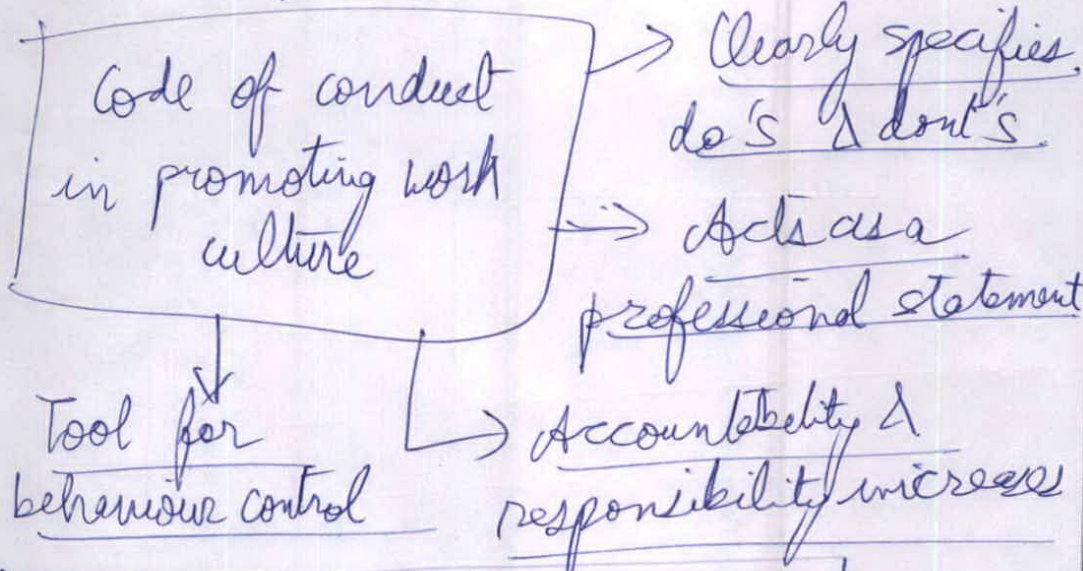 Code of conduct
in promoting work
culture
Clearly specifies
do's & dont's.
Acts as a
professional statement
Tool for
behaviour control
Accountability &
responsibility increases